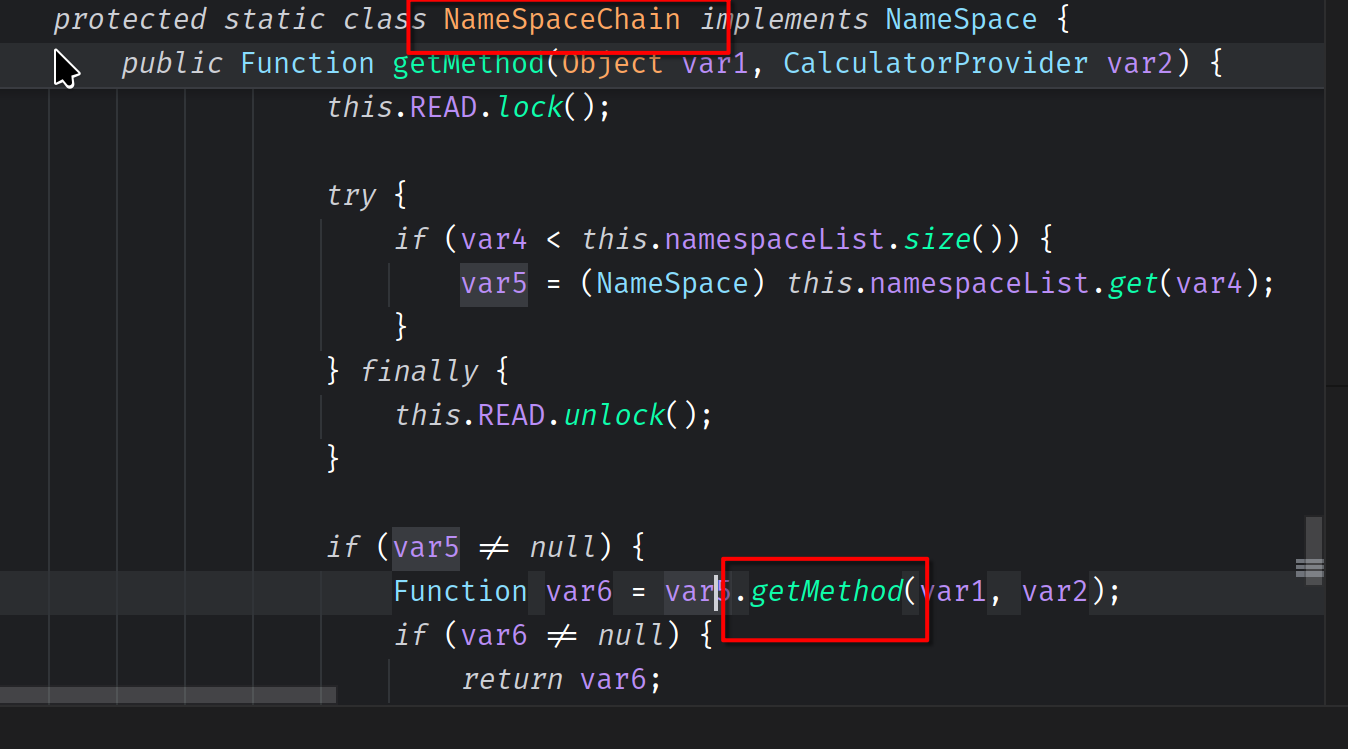 protected static class NameSpaceChain implements NameSpace {
public Function getMethod(Object var1, CalculatorProvider var2) {
this.READ.lock();
try {
if (var4 < this.namespaceList.size()) {
var5 = (NameSpace) this.namespaceList.get(var4);
}
} finally {
this.READ.unlock();
}
if (var5 ≠ null) {
Function var6 = var5.getMethod(var1, var2);
if (var6 ≠ null) {
return var6;